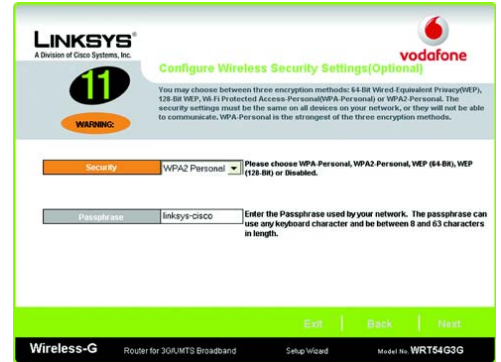 LINKSYS®
A Division of Cisco Systems, Inc.
vodafone
11
WARNING:
Configure Wireless Security Settings(Optional)
You may choose between three encryption methods: 64-Bit Wired-Equivalent Privacy(WEP),
128-Bit WEP, Wi-Fi Protected Access-Personal(WPA-Personal) or WPA2-Personal. The
security settings must be the same on all devices on your network, or they will not be able
to communicate. WPA-Personal is the strongest of the three encryption methods.
Security
WPA2 Personal
Please choose WPA-Personal, WPA2-Personal, WEP (64-Bit), WEP
(128-Bit) or Disabled.
Passphrase
linksys-cisco
Enter the Passphrase used by your network. The passphrase can
use any keyboard character and be between 8 and 63 characters
in length.
Exit
Back
Next
Wireless-G
Router for 3G/UMTS Broadband
Setup Wizard
Model No. WRT54G3G